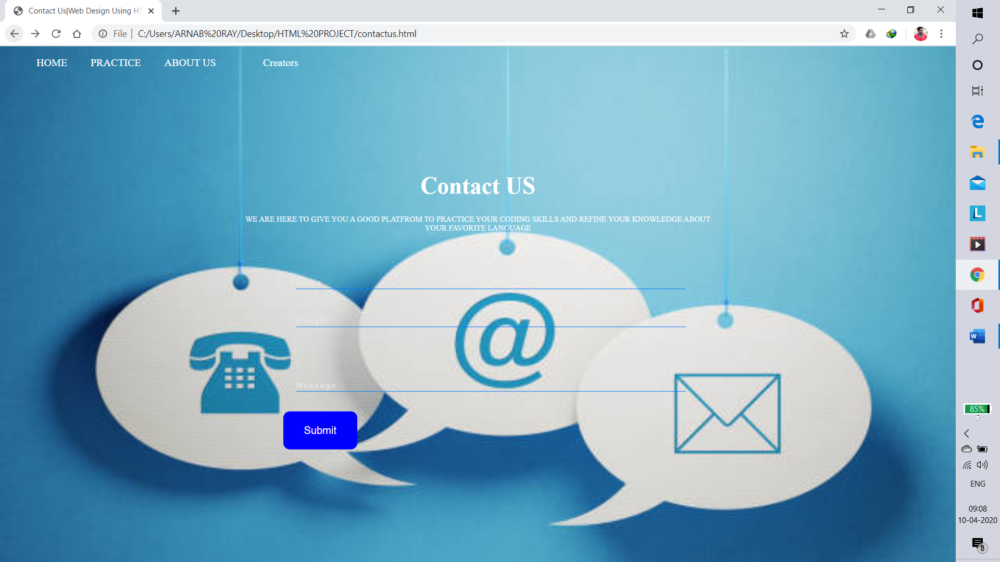 Contact Us|Web Design Using HT
File
C:/Users/ARNAB%20RAY/Desktop/HTML%20PROJECT/contactus.html
HOME PRACTICE ABOUT US Creators
Contact US
WE ARE HERE TO GIVE YOU A GOOD PLATFROM TO PRACTICE YOUR CODING SKILLS AND REFINE YOUR KNOWLEDGE ABOUT
YOUR FAVORITE LANGUAGE
Name
E-mail
@
Message
Submit
L
W
85%
ENG
09:08
10-04-2020
8